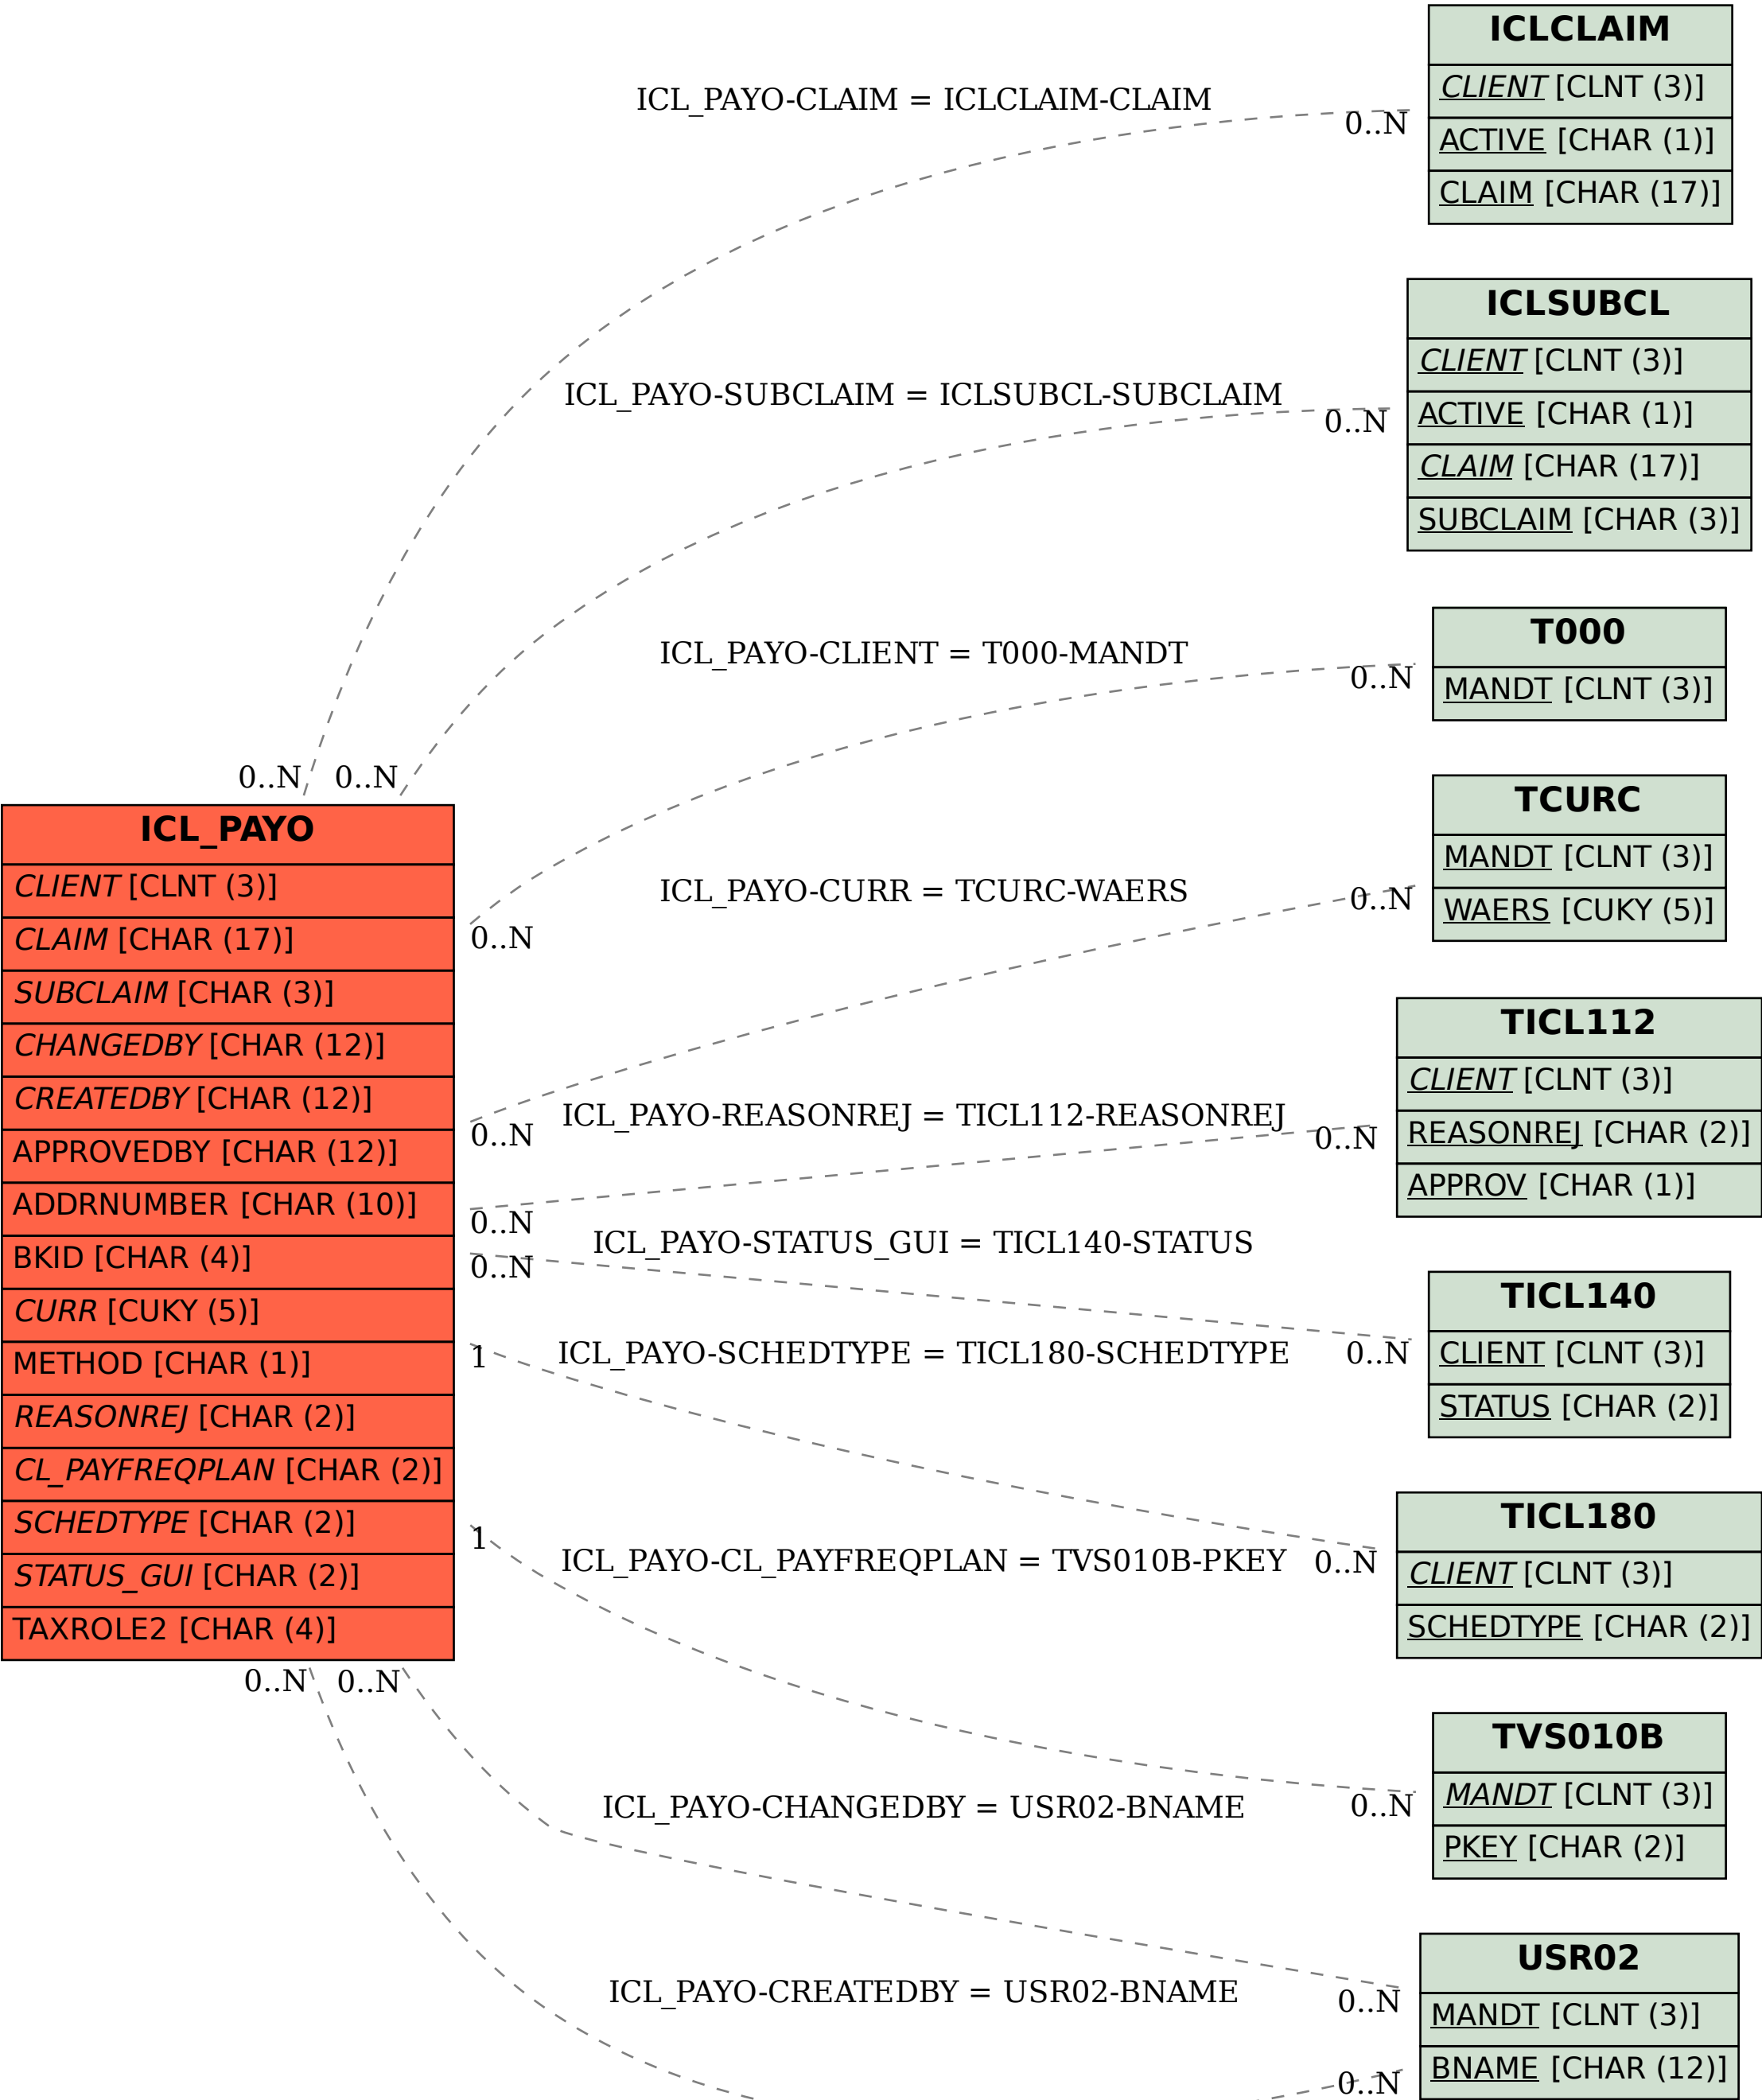 ICLCLAIM
CLIENT [CLNT (3)]
ACTIVE [CHAR (1)]
CLAIM [CHAR (17)]
ICL_PAYO-CLAIM = ICLCLAIM-CLAIM
0..N
ICLSUBCL
CLIENT [CLNT (3)]
ACTIVE [CHAR (1)]
CLAIM [CHAR (17)]
SUBCLAIM [CHAR (3)]
ICL_PAYO-SUBCLAIM = ICLSUBCL-SUBCLAIM
0..N
T000
MANDT [CLNT (3)]
ICL_PAYO-CLIENT = T000-MANDT
0..N
0..N
0..N
ICL_PAYO
CLIENT [CLNT (3)]
CLAIM [CHAR (17)]
SUBCLAIM [CHAR (3)]
CHANGEDBY [CHAR (12)]
CREATEDBY [CHAR (12)]
APPROVEDBY [CHAR (12)]
ADDRNUMBER [CHAR (10)]
BKID [CHAR (4)]
CURR [CUKY (5)]
METHOD [CHAR (1)]
REASONREJ [CHAR (2)]
CL_PAYFREQPLAN [CHAR (2)]
SCHEDTYPE [CHAR (2)]
STATUS_GUI [CHAR (2)]
TAXROLE2 [CHAR (4)]
0..N
0..N
0..N
TCURC
MANDT [CLNT (3)]
WAERS [CUKY (5)]
ICL_PAYO-CURR = TCURC-WAERS
0..N
0..N
TICL112
CLIENT [CLNT (3)]
REASONREJ [CHAR (2)]
APPROV [CHAR (1)]
ICL_PAYO-REASONREJ = TICL112-REASONREJ
0..N
0..N
ICL_PAYO-STATUS_GUI = TICL140-STATUS
0..N
0..N
TICL140
CLIENT [CLNT (3)]
STATUS [CHAR (2)]
1
ICL_PAYO-SCHEDTYPE = TICL180-SCHEDTYPE
0..N
TICL180
CLIENT [CLNT (3)]
SCHEDTYPE [CHAR (2)]
1
ICL_PAYO-CL_PAYFREQPLAN = TVS010B-PKEY
0..N
TVS010B
MANDT [CLNT (3)]
PKEY [CHAR (2)]
ICL_PAYO-CHANGEDBY = USR02-BNAME
0..N
USR02
MANDT [CLNT (3)]
BNAME [CHAR (12)]
ICL_PAYO-CREATEDBY = USR02-BNAME
0..N